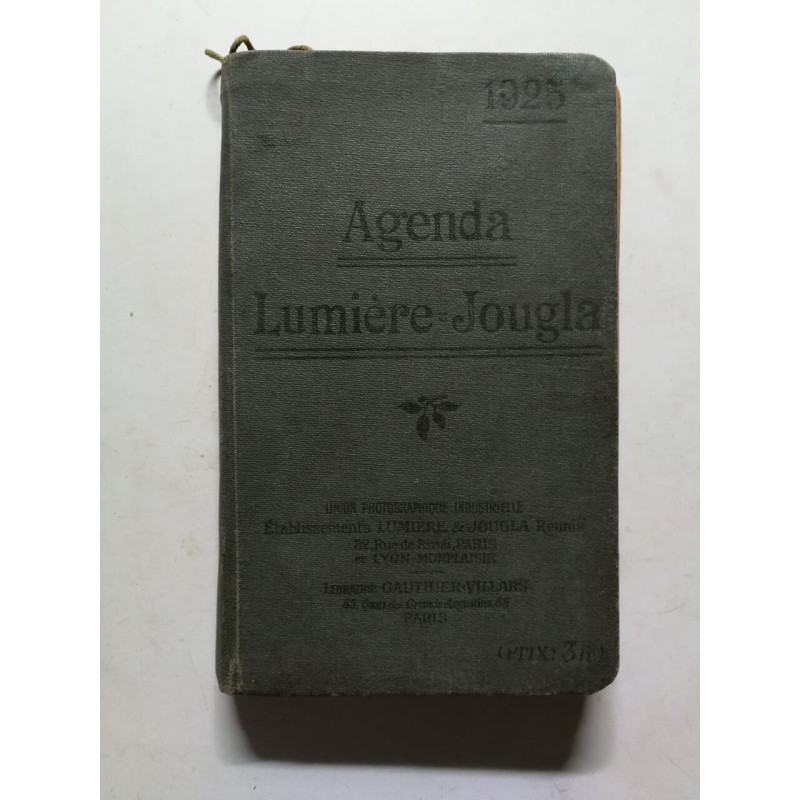 1925
Agenda
Lumière=Jougla
UNION PHOTOGRAPHIQUE INDUSTRIELLE
Établissements LUMIÈRE & JOUGLA Réunis
82, Rue de Rivoli, PARIS
et LYON-MONPLAISIR
LIBRAIRIE GAUTHIER-VILLARS
55, Quai des Grands Augustins, 55
PARIS
(PRIX: 3 fr)